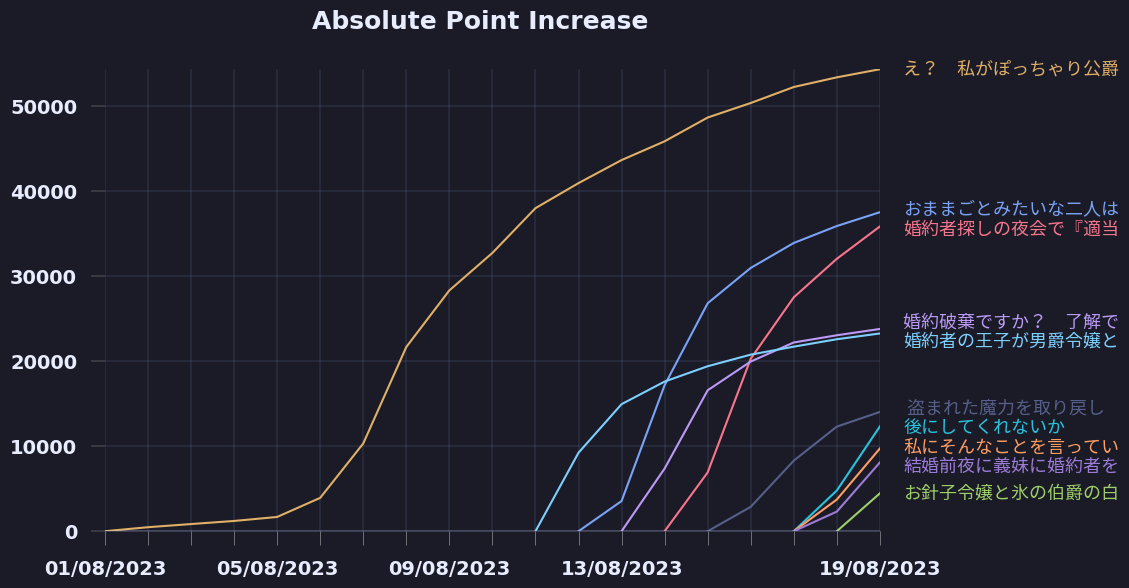 Absolute Point Increase
え？　私がぽっちゃり公爵
50000
40000
おままごとみたいな二人は
婚約者探しの夜会で『適当
30000
婚約破棄ですか？　了解で
婚約者の王子が男爵令嬢と
20000
盗まれた魔力を取り戻し
後にしてくれないか
10000
私にそんなことを言ってい
結婚前夜に義妹に婚約者を
お針子令嬢と氷の伯爵の白
0
01/08/2023 05/08/2023 09/08/2023 13/08/2023 19/08/2023